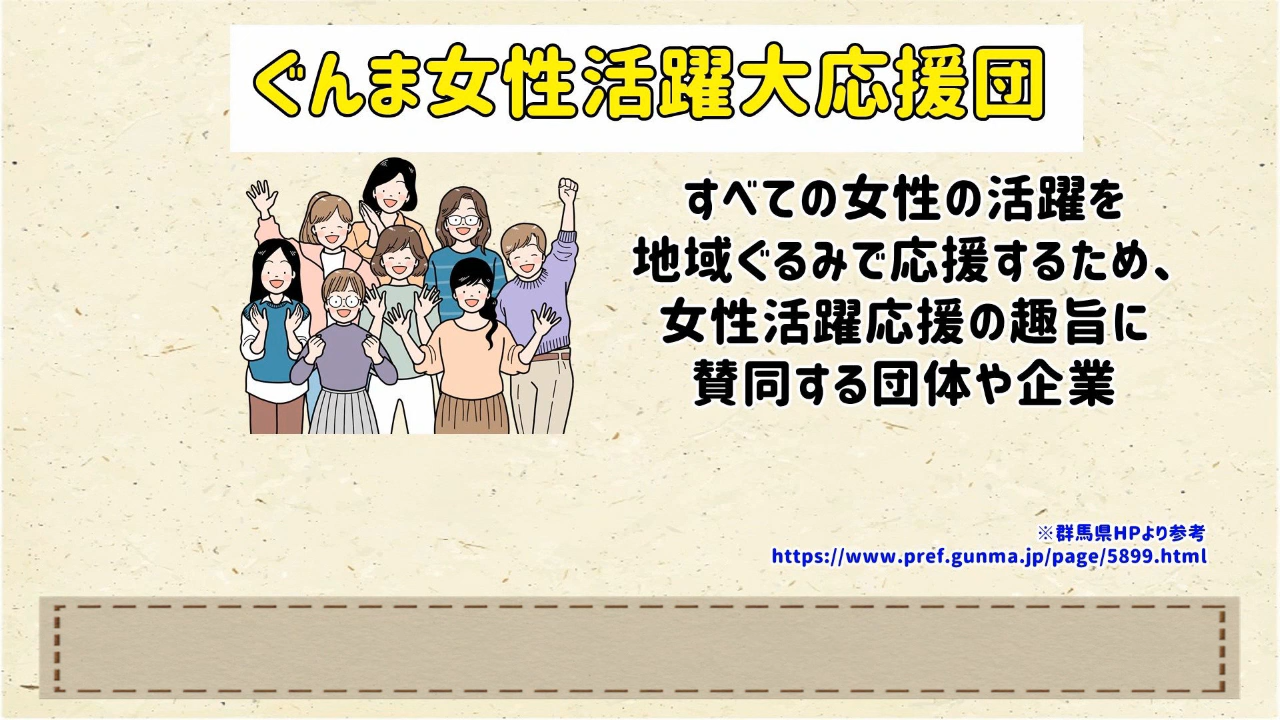 ぐんま女性活躍大応援団
すべての女性の活躍を
地域ぐるみで応援するため、
女性活躍応援の趣旨に
賛同する団体や企業
※群馬県HPより参考
https://www.pref.gunma.jp/page/5899.html